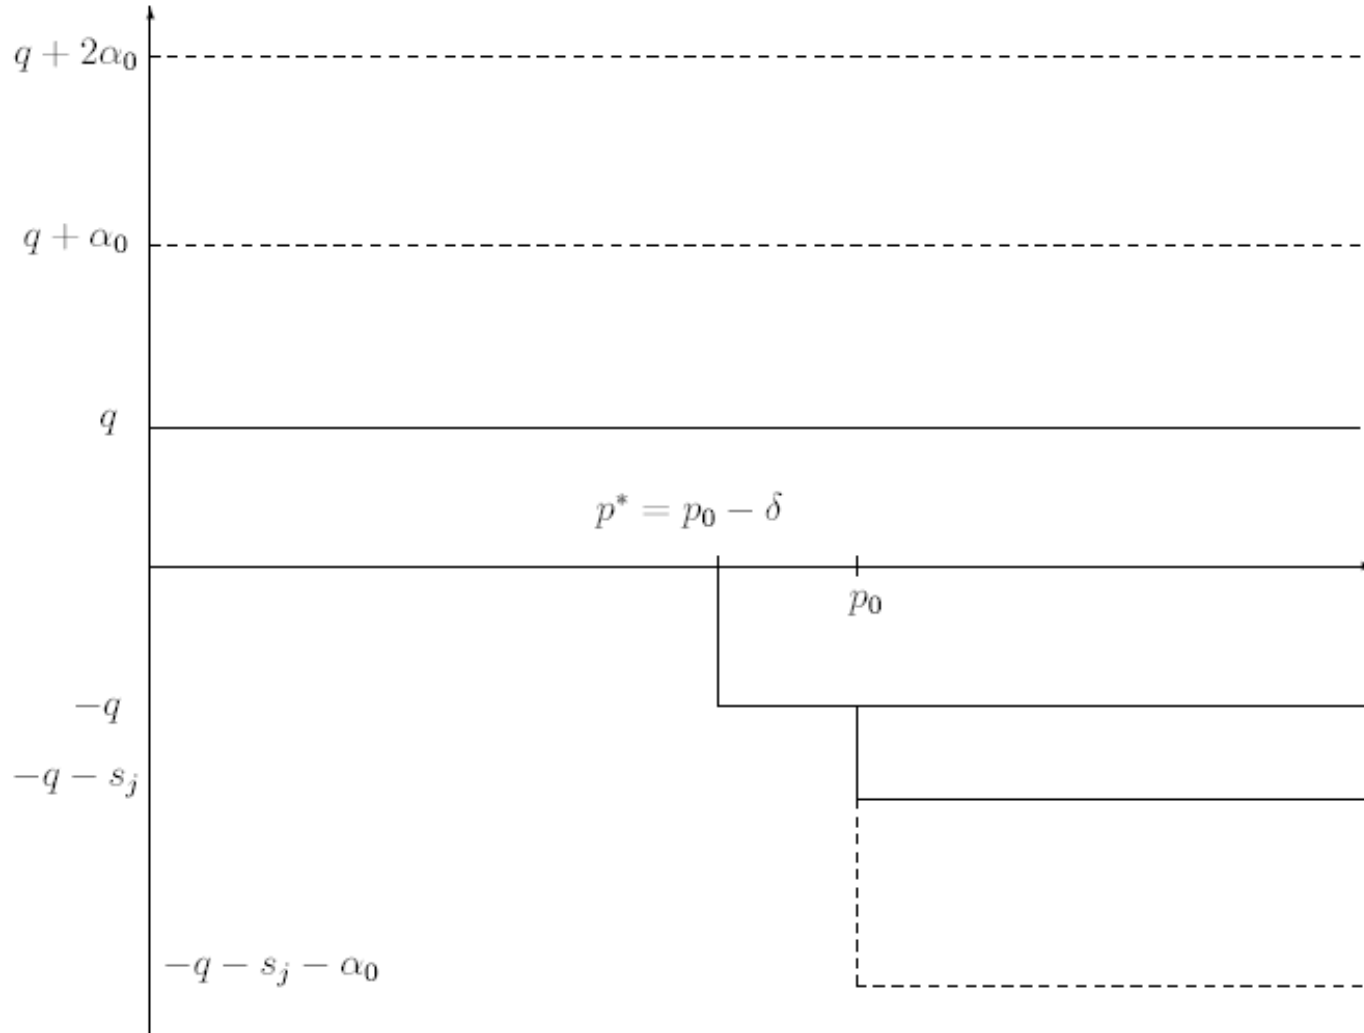 q + 2α₀
q + α₀
q
p* = p₀ − δ
p₀
−q
−q − sⱼ
−q − sⱼ − α₀